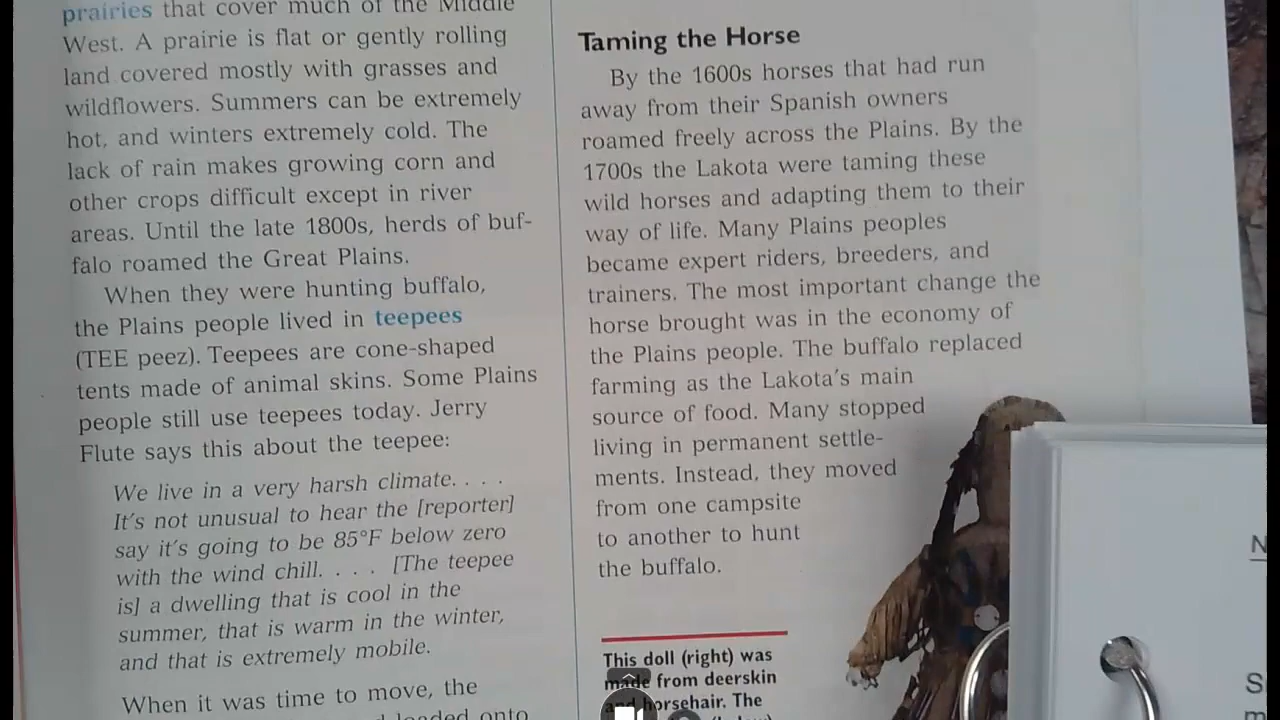 prairies that cover much of the Middle
West. A prairie is flat or gently rolling
land covered mostly with grasses and
wildflowers. Summers can be extremely
hot, and winters extremely cold. The
lack of rain makes growing corn and
other crops difficult except in river
areas. Until the late 1800s, herds of buf-
falo roamed the Great Plains.
When they were hunting buffalo,
the Plains people lived in teepees
(TEE peez). Teepees are cone-shaped
tents made of animal skins. Some Plains
people still use teepees today. Jerry
Flute says this about the teepee:
We live in a very harsh climate. . . .
It's not unusual to hear the [reporter]
say it's going to be 85°F below zero
with the wind chill. . . . [The teepee
is] a dwelling that is cool in the
summer, that is warm in the winter,
and that is extremely mobile.
When it was time to move, the
loaded onto
Taming the Horse
By the 1600s horses that had run
away from their Spanish owners
roamed freely across the Plains. By the
1700s the Lakota were taming these
wild horses and adapting them to their
way of life. Many Plains peoples
became expert riders, breeders, and
trainers. The most important change the
horse brought was in the economy of
the Plains people. The buffalo replaced
farming as the Lakota's main
source of food. Many stopped
living in permanent settle-
ments. Instead, they moved
from one campsite
to another to hunt
the buffalo.
This doll (right) was
made from deerskin
and horsehair. The
N